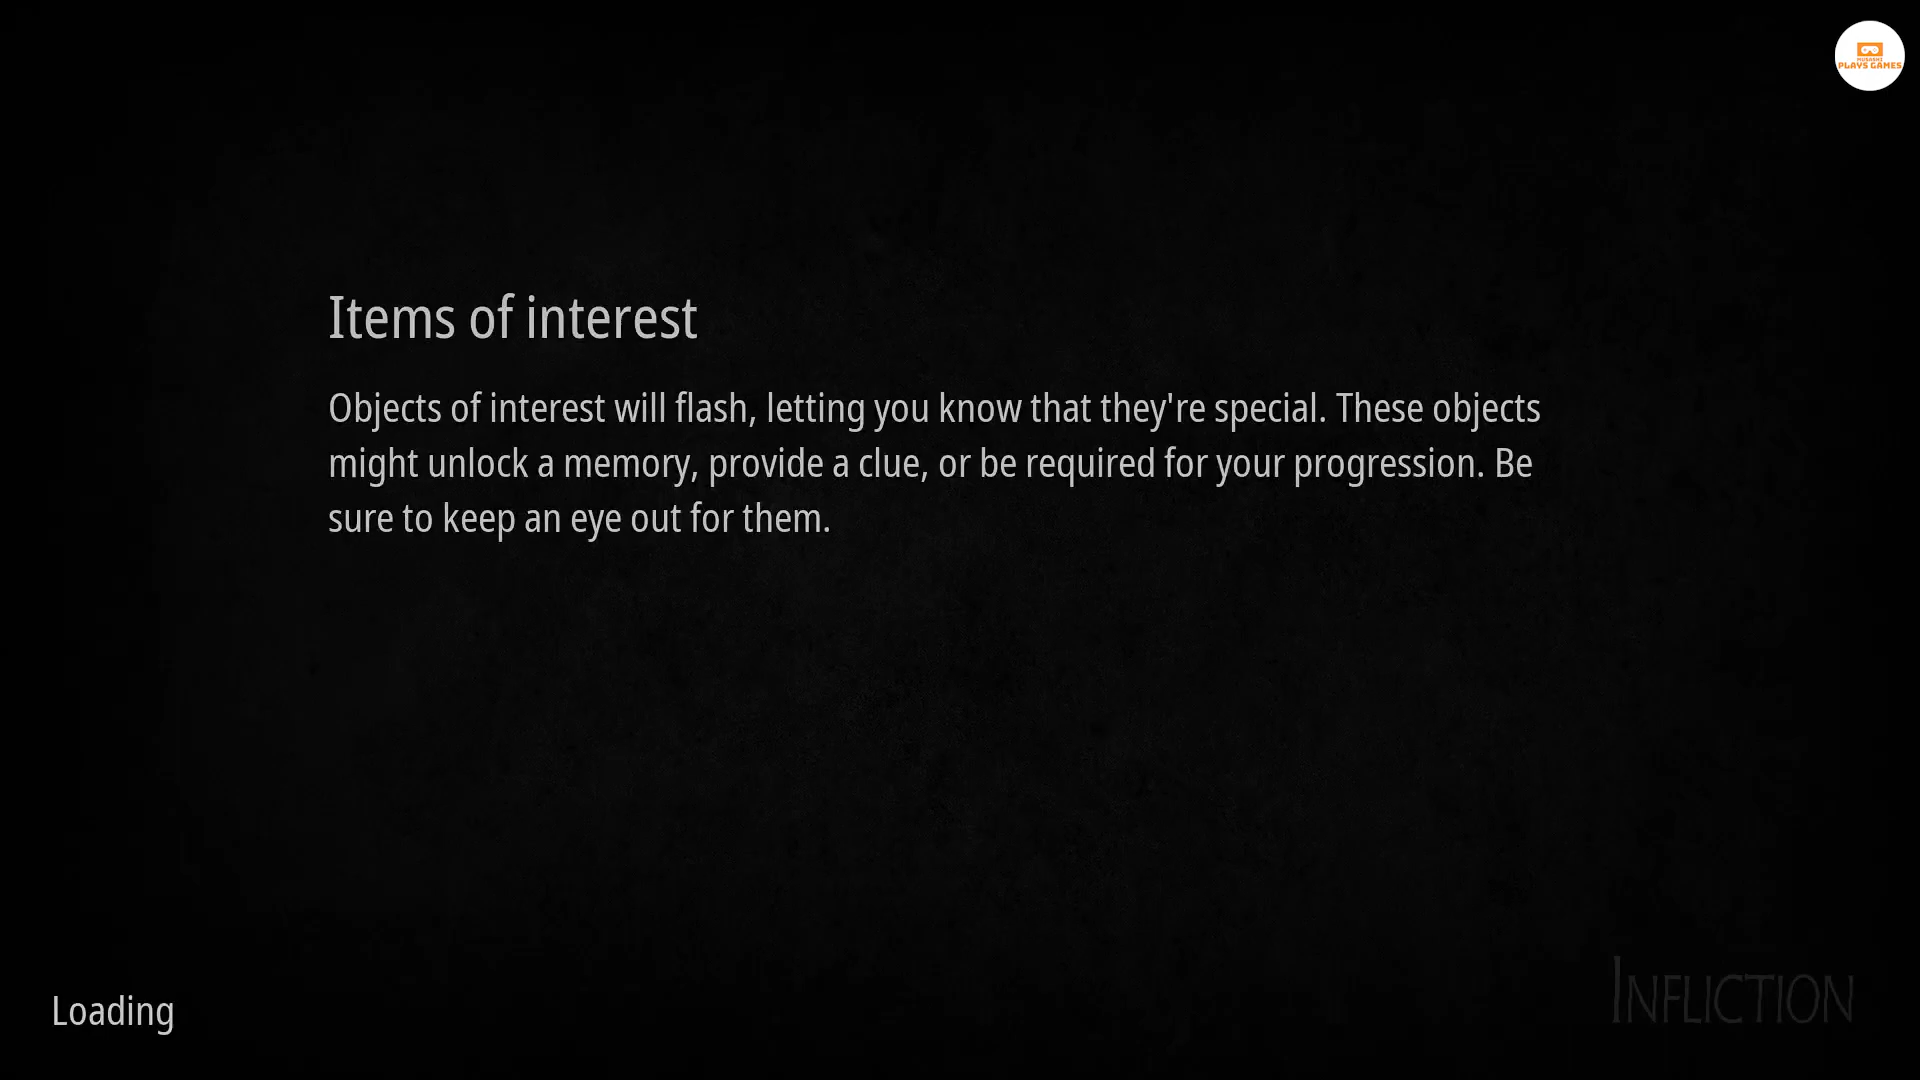 PLAYS GAMES
Items of interest
Objects of interest will flash, letting you know that they're special. These objects
might unlock a memory, provide a clue, or be required for your progression. Be
sure to keep an eye out for them.
Loading
INFLICTION